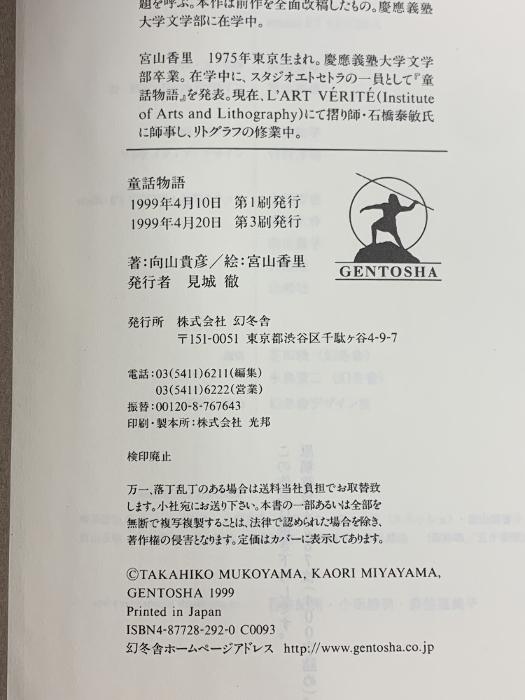 題を呼ぶ。本作は前作を全面改稿したもの。慶應義塾
大学文学部に在学中。
宮山香里　1975年東京生まれ。慶應義塾大学文学
部卒業。在学中に、スタジオエトセトラの一員として『童
話物語』を発表。現在、L'ART VÉRITÉ(Institute
of Arts and Lithography)にて摺り師・石橋泰敏氏
に師事し、リトグラフの修業中。
童話物語
1999年4月10日　第1刷発行
1999年4月20日　第3刷発行
GENTOSHA
著:向山貴彦／絵:宮山香里
発行者　見城 徹
発行所　株式会社 幻冬舎
〒151-0051 東京都渋谷区千駄ヶ谷4-9-7
電話:03(5411)6211(編集)
03(5411)6222(営業)
振替:00120-8-767643
印刷・製本所:株式会社 光邦
検印廃止
万一、落丁乱丁のある場合は送料当社負担でお取替致
します。小社宛にお送り下さい。本書の一部あるいは全部を
無断で複写複製することは、法律で認められた場合を除き、
著作権の侵害となります。定価はカバーに表示してあります。
©TAKAHIKO MUKOYAMA, KAORI MIYAYAMA,
GENTOSHA 1999
Printed in Japan
ISBN4-87728-292-0 C0093
幻冬舎ホームページアドレス　http://www.gentosha.co.jp